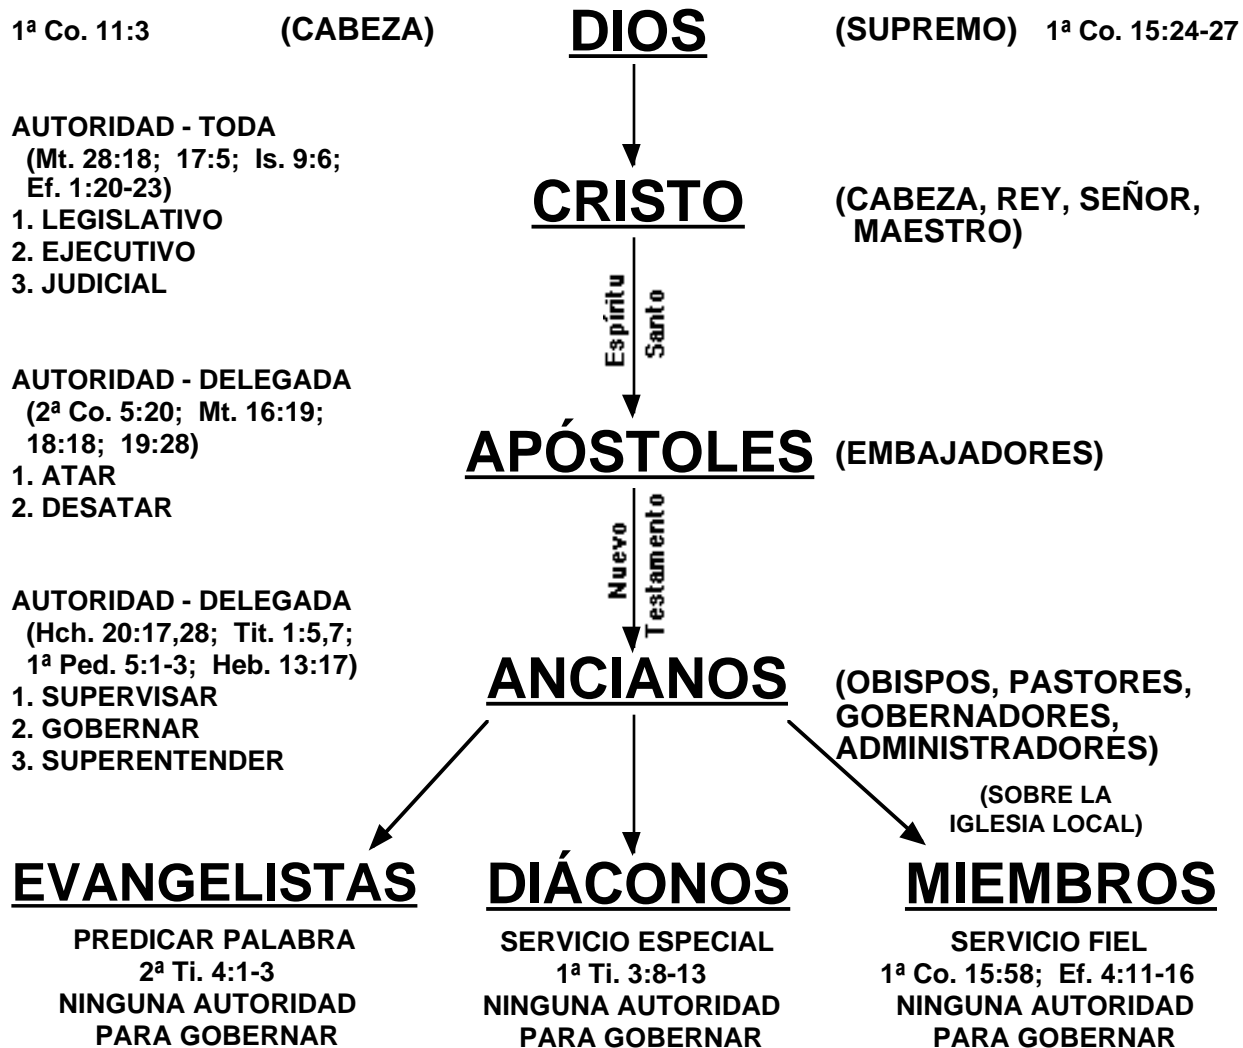 1ª Co. 11:3 (CABEZA) DIOS (SUPREMO) 1ª Co. 15:24-27
AUTORIDAD - TODA
(Mt. 28:18; 17:5; Is. 9:6;
Ef. 1:20-23)
1. LEGISLATIVO
2. EJECUTIVO
3. JUDICIAL
CRISTO
(CABEZA, REY, SEÑOR,
MAESTRO)
Espíritu
Santo
AUTORIDAD - DELEGADA
(2ª Co. 5:20; Mt. 16:19;
18:18; 19:28)
1. ATAR
2. DESATAR
APÓSTOLES
(EMBAJADORES)
Nuevo
Testamento
AUTORIDAD - DELEGADA
(Hch. 20:17,28; Tit. 1:5,7;
1ª Ped. 5:1-3; Heb. 13:17)
1. SUPERVISAR
2. GOBERNAR
3. SUPERENTENDER
ANCIANOS
(OBISPOS, PASTORES,
GOBERNADORES,
ADMINISTRADORES)
(SOBRE LA
IGLESIA LOCAL)
EVANGELISTAS
PREDICAR PALABRA
2ª Ti. 4:1-3
NINGUNA AUTORIDAD
PARA GOBERNAR
DIÁCONOS
SERVICIO ESPECIAL
1ª Ti. 3:8-13
NINGUNA AUTORIDAD
PARA GOBERNAR
MIEMBROS
SERVICIO FIEL
1ª Co. 15:58; Ef. 4:11-16
NINGUNA AUTORIDAD
PARA GOBERNAR